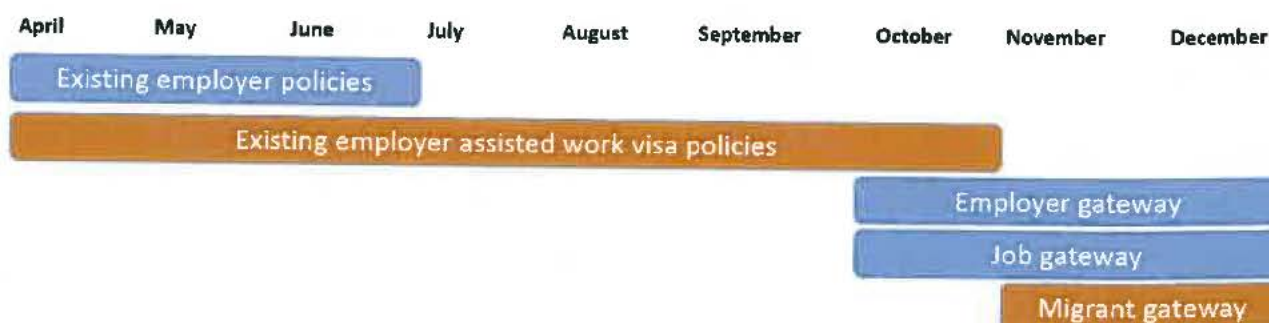 April May June July August September October November December
Existing employer policies
Existing employer assisted work visa policies
Employer gateway
Job gateway
Migrant gateway